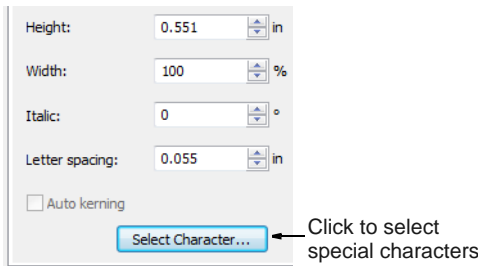 Height: 0.551 in
Width: 100 %
Italic: 0 °
Letter spacing: 0.055 in
Auto kerning
Select Character...
Click to select
special characters